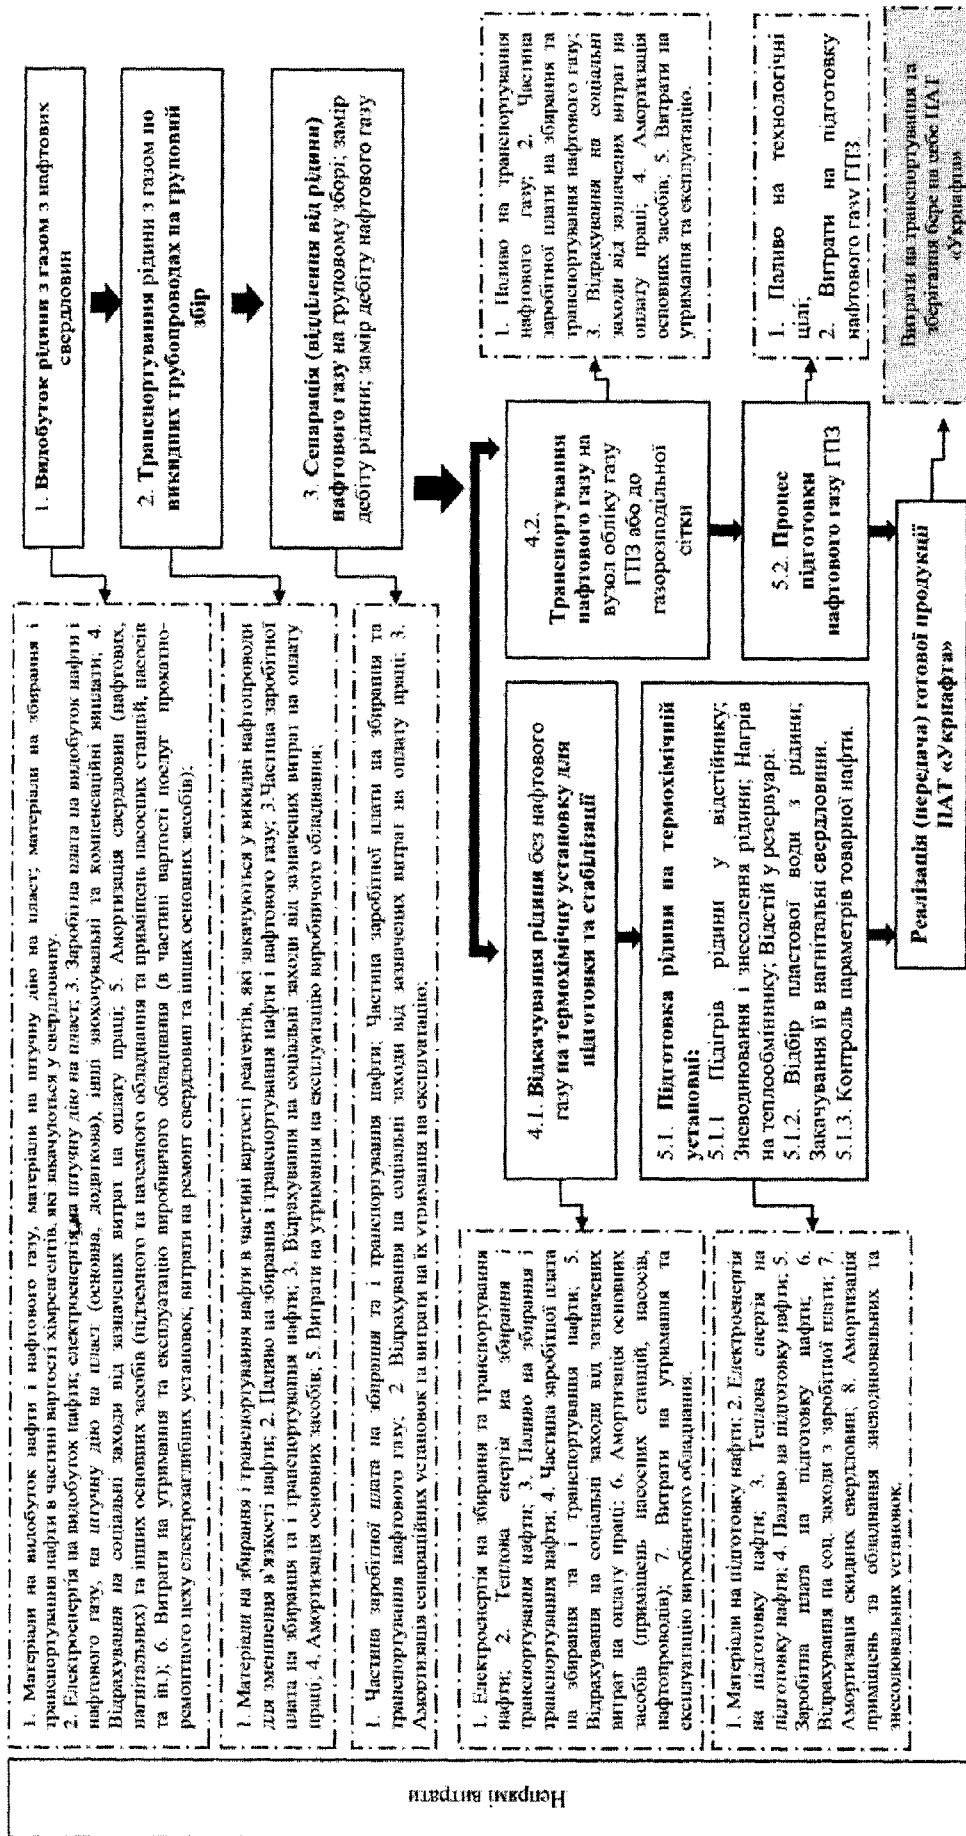 Непрямі витрати
1. Матеріали на видобуток нафти і нафтового газу, матеріали на штучну дію на пласт; матеріали на збирання і
транспортування нафти в частині вартості хімреагентів, які закачуються у свердловину.
2. Електроенергія на видобуток нафти; електроенергія на штучну дію на пласт; 3. Заробітна плата на видобуток нафти і
нафтового газу, на штучну дію на пласт (основна, додаткова), інші заохочувальні та компенсаційні виплати; 4.
Відрахування на соціальні заходи від зазначених витрат на оплату праці; 5. Амортизація свердловин (нафтових,
нагнітальних) та інших основних засобів (підземного та наземного обладнання та приміщень насосних станцій, насосів
та ін.); 6. Витрати на утримання та експлуатацію виробничого обладнання (в частині вартості послуг прокатно-
ремонтного цеху електрозаглибних установок; витрати на ремонт свердловин та інших основних засобів);
1. Видобуток рідини з газом з нафтових
свердловин
1. Матеріали на збирання і транспортування нафти в частині вартості реагентів, які закачуються у викидні нафтопроводи
для зменшення в'язкості нафти; 2. Паливо на збирання і транспортування нафти і нафтового газу; 3.Частина заробітної
плата на збирання та і транспортування нафти; 3. Відрахування на соціальні заходи від зазначених витрат на оплату
праці; 4. Амортизація основних засобів; 5. Витрати на утримання на експлуатацію виробничого обладнання;
2. Транспортування рідини з газом по
викидних трубопроводах на груповий
збір
1. Частина заробітної плата на збирання та і транспортування нафти; Частина заробітної плата на збирання та
транспортування нафтового газу; 2. Відрахування на соціальні заходи від зазначених витрат на оплату праці; 3.
Амортизація сепараційних установок та витрати на їх утримання та експлуатацію;
3. Сепарація (відділення від рідини)
нафтового газу на груповому зборі; замір
дебіту рідини; замір дебіту нафтового газу
1. Електроенергія на збирання та транспортування
нафти; 2. Теплова енергія на збирання і
транспортування нафти; 3. Паливо на збирання і
транспортування нафти; 4. Частина заробітної плата
на збирання та і транспортування нафти; 5.
Відрахування на соціальні заходи від зазначених
витрат на оплату праці; 6. Амортизація основних
засобів (приміщень насосних станцій, насосів,
нафтопроводів); 7. Витрати на утримання та
експлуатацію виробничого обладнання.
4.1. Відкачування рідини без нафтового
газу на термохімічну установку для
підготовки та стабілізації
4.2.
Транспортування
нафтового газу на
вузол обліку газу
ГПЗ або до
газорозподільної
сітки
1. Паливо на транспортування
нафтового газу; 2. Частина
заробітної плати на збирання та
транспортування нафтового газу;
3. Відрахування на соціальні
заходи від зазначених витрат на
оплату праці; 4. Амортизація
основних засобів; 5. Витрати на
утримання та експлуатацію.
1. Матеріали на підготовку нафти; 2. Електроенергія
на підготовку нафти; 3. Теплова енергія на
підготовку нафти; 4. Паливо на підготовку нафти; 5.
Заробітна плата на підготовку нафти; 6.
Відрахування на соц. заходи з заробітної плати; 7.
Амортизація скидних свердловин; 8. Амортизація
приміщень та обладнання зневоднювальних та
знесолювальних установок.
5.1. Підготовка рідини на термохімічній
установці:
5.1.1 Підігрів рідини у відстійнику;
Зневоднювання і знесолення рідини; Нагрів
на теплообміннику; Відстій у резервуарі.
5.1.2. Відбір пластової води з рідини;
Закачування її в нагнітальні свердловини.
5.1.3. Контроль параметрів товарної нафти.
5.2. Процес
підготовки
нафтового газу ГПЗ
1. Паливо на технологічні
цілі;
2. Витрати на підготовку
нафтового газу ГПЗ.
Реалізація (передача) готової продукції
ПАТ «Укрнафта»
Витрати на транспортування та
зберігання бере на себе ПАТ
«Укрнафта»